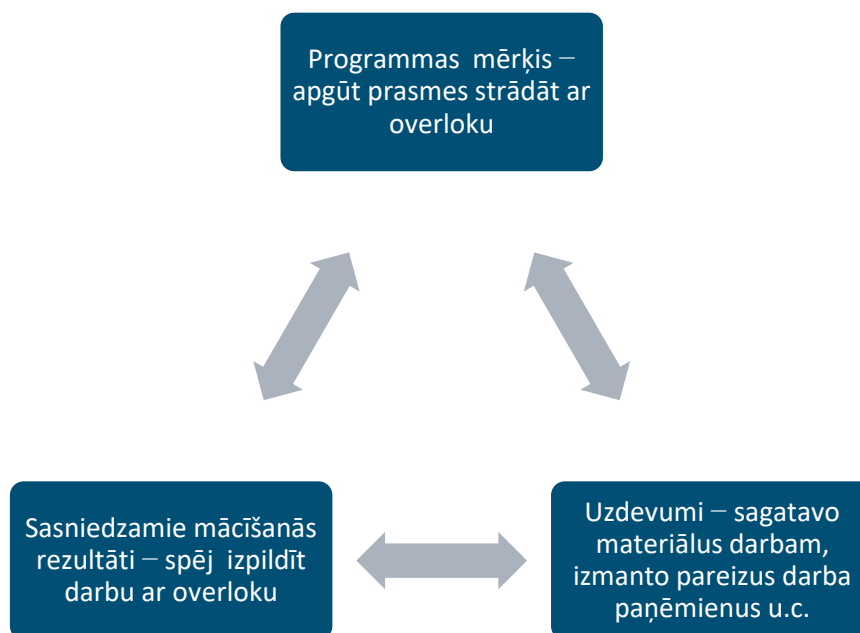 Programmas mērķis –
apgūt prasmes strādāt ar
overloku
Sasniedzamie mācīšanās
rezultāti – spēj izpildīt
darbu ar overloku
Uzdevumi – sagatavo
materiālus darbam,
izmanto pareizus darba
paņēmienus u.c.